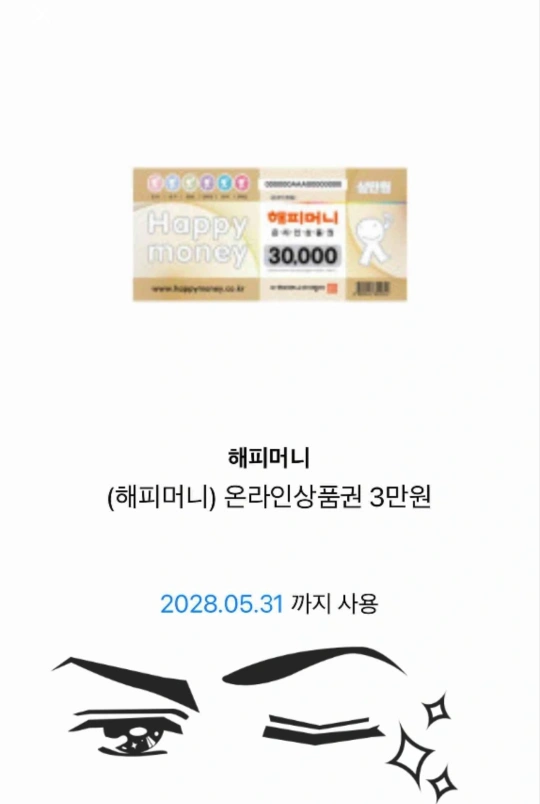 삼만원
Happy
money
해피머니
온라인상품권
30,000
www.happymoney.co.kr
해피머니
(해피머니) 온라인상품권 3만원
2028.05.31 까지 사용